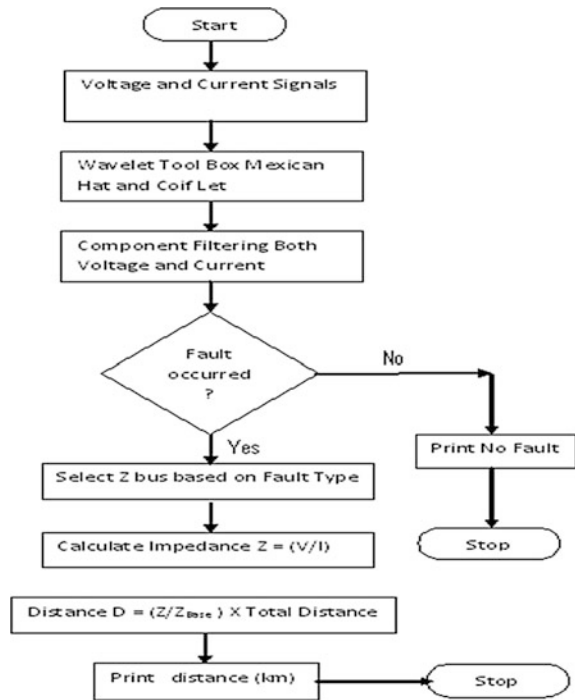 Start
Voltage and Current Signals
Wavelet Tool Box Mexican
Hat and Coif Let
Component Filtering Both
Voltage and Current
Fault
occurred
?
No
Yes
Print No Fault
Select Z bus based on Fault Type
Stop
Calculate Impedance Z = (V/I)
Distance D = (Z/ZBase ) X Total Distance
Print distance (km)
Stop